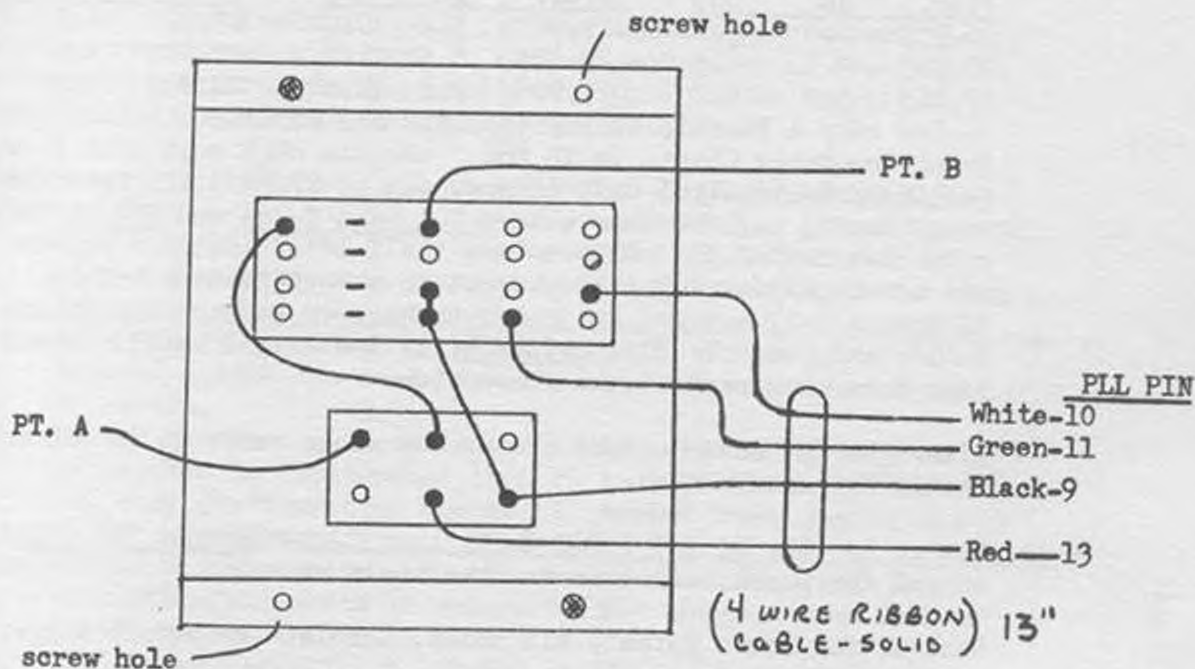 screw hole
PT. B
PLL PIN
White-10
PT. A
Green-11
Black-9
Red—13
(4 WIRE RIBBON CABLE-SOLID) 13"
screw hole